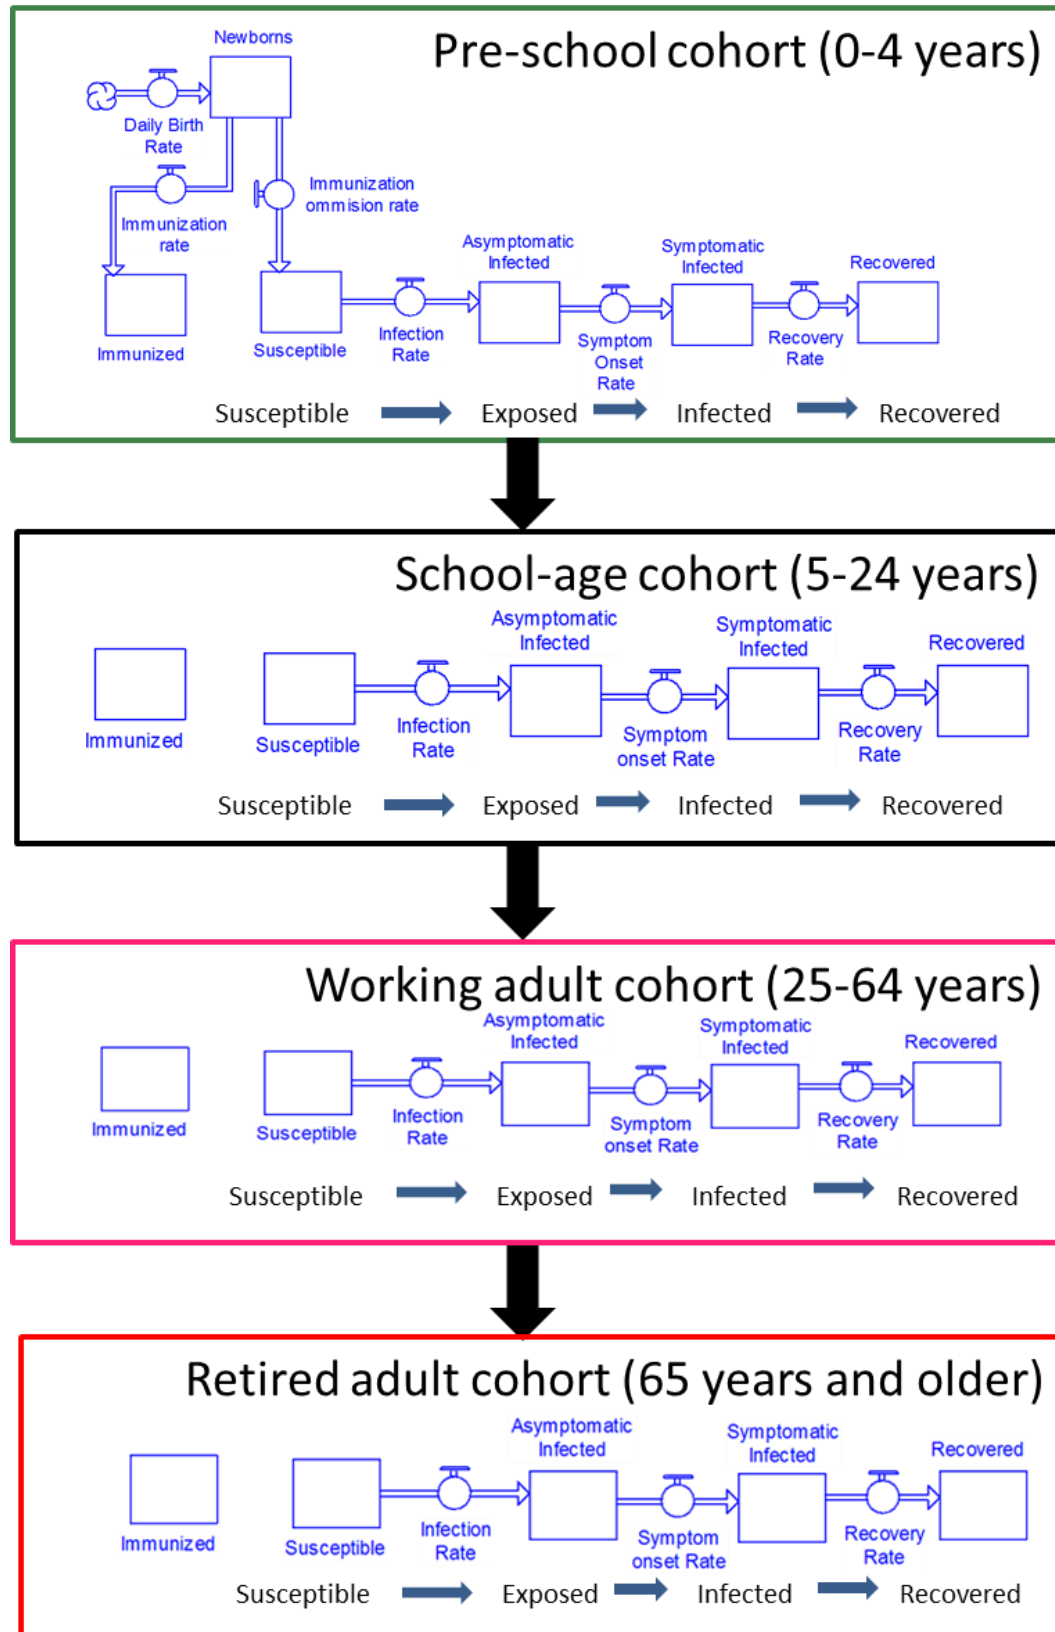 Pre-school cohort (0-4 years)
Newborns
Daily Birth
Rate
Immunization
rate
Immunization
ommision rate
Immunized
Susceptible
Infection
Rate
Asymptomatic
Infected
Symptom
Onset
Rate
Symptomatic
Infected
Recovery
Rate
Recovered
Susceptible Exposed Infected Recovered
School-age cohort (5-24 years)
Immunized
Susceptible
Infection
Rate
Asymptomatic
Infected
Symptom
onset Rate
Symptomatic
Infected
Recovery
Rate
Recovered
Susceptible Exposed Infected Recovered
Working adult cohort (25-64 years)
Immunized
Susceptible
Infection
Rate
Asymptomatic
Infected
Symptom
onset Rate
Symptomatic
Infected
Recovery
Rate
Recovered
Susceptible Exposed Infected Recovered
Retired adult cohort (65 years and older)
Immunized
Susceptible
Infection
Rate
Asymptomatic
Infected
Symptom
onset Rate
Symptomatic
Infected
Recovery
Rate
Recovered
Susceptible Exposed Infected Recovered